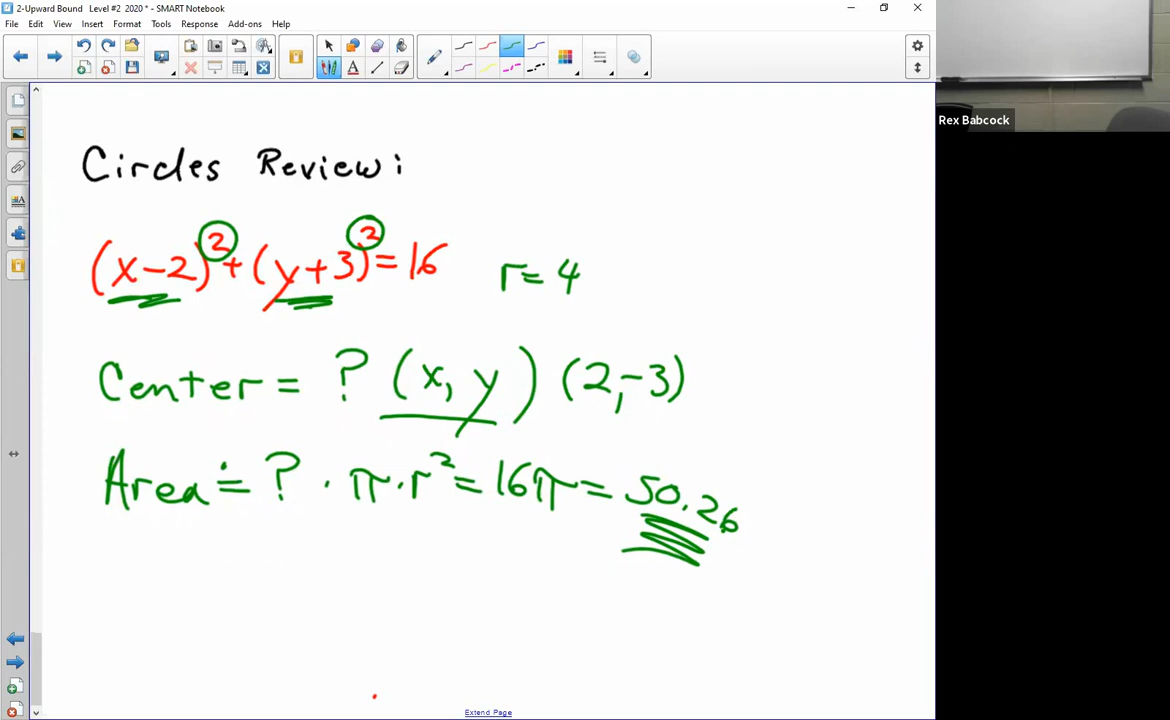 2-Upward Bound Level #2 2020 * - SMART Notebook
File Edit View Insert Format Tools Response Add-ons Help
Rex Babcock
Circles Review:
(x-2)²+(y+3)²=16 r=4
Center = ? (x, y) (2,-3)
Area = ? · π·r²=16π= 50.26
Extend Page